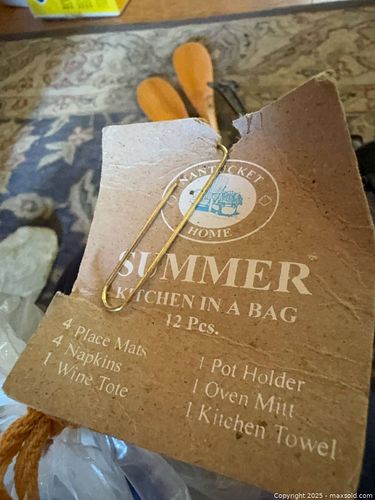 NANTUCKET
HOME
SUMMER
KITCHEN IN A BAG
12 Pcs.
4 Place Mats
4 Napkins
1 Wine Tote
1 Pot Holder
1 Oven Mitt
1 Kitchen Towel
Copyright 2025 - maxsold.com